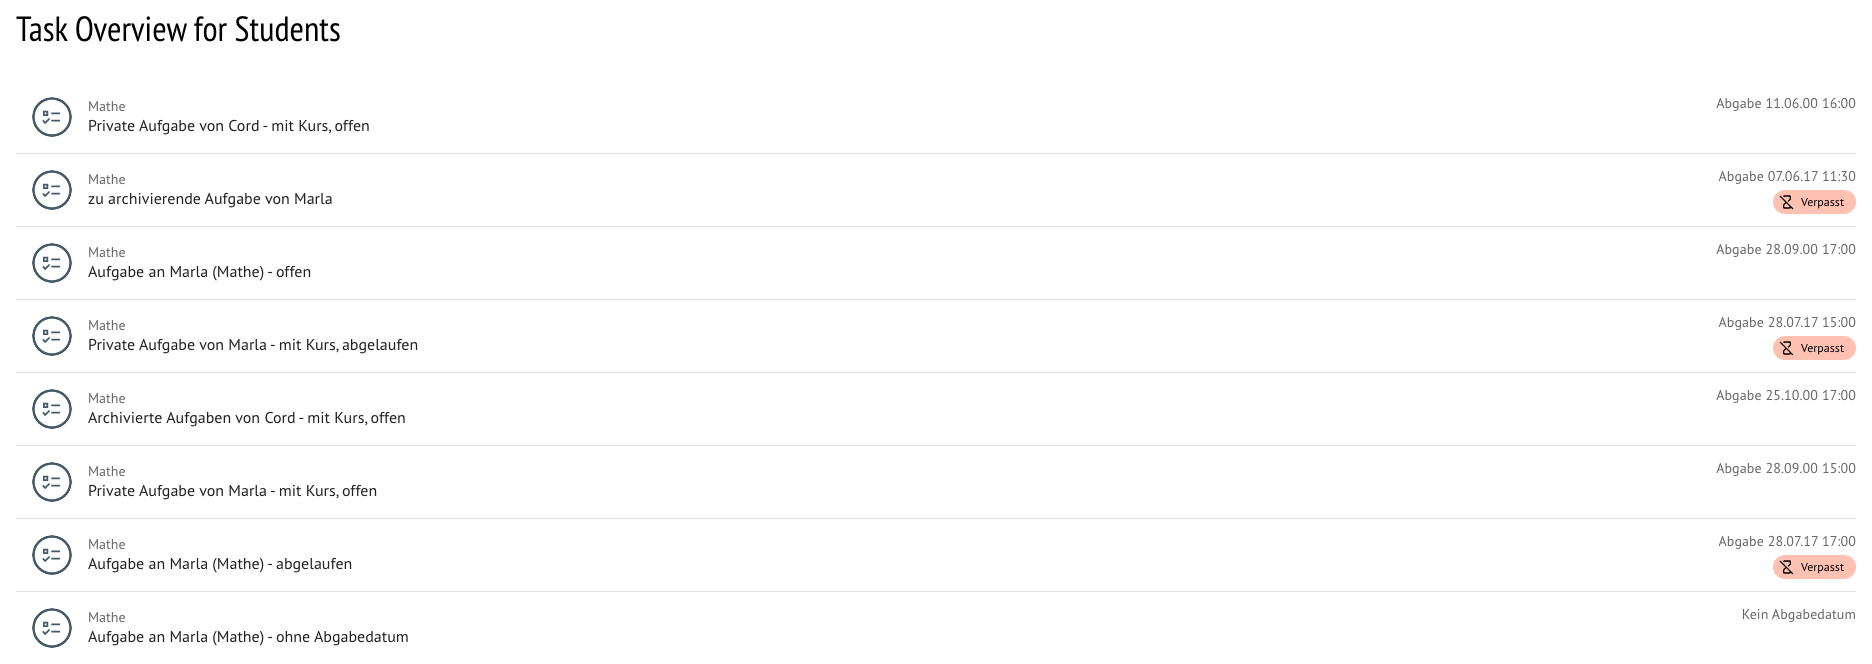 Task Overview for Students
Mathe
Abgabe 11.06.00 16:00
Private Aufgabe von Cord - mit Kurs, offen
Mathe
Abgabe 07.06.17 11:30
zu archivierende Aufgabe von Marla
Verpasst
Mathe
Abgabe 28.09.00 17:00
Aufgabe an Marla (Mathe) - offen
Mathe
Abgabe 28.07.17 15:00
Private Aufgabe von Marla - mit Kurs, abgelaufen
Verpasst
Mathe
Abgabe 25.10.00 17:00
Archivierte Aufgaben von Cord - mit Kurs, offen
Mathe
Abgabe 28.09.00 15:00
Private Aufgabe von Marla - mit Kurs, offen
Mathe
Abgabe 28.07.17 17:00
Aufgabe an Marla (Mathe) - abgelaufen
Verpasst
Mathe
Kein Abgabedatum
Aufgabe an Marla (Mathe) - ohne Abgabedatum